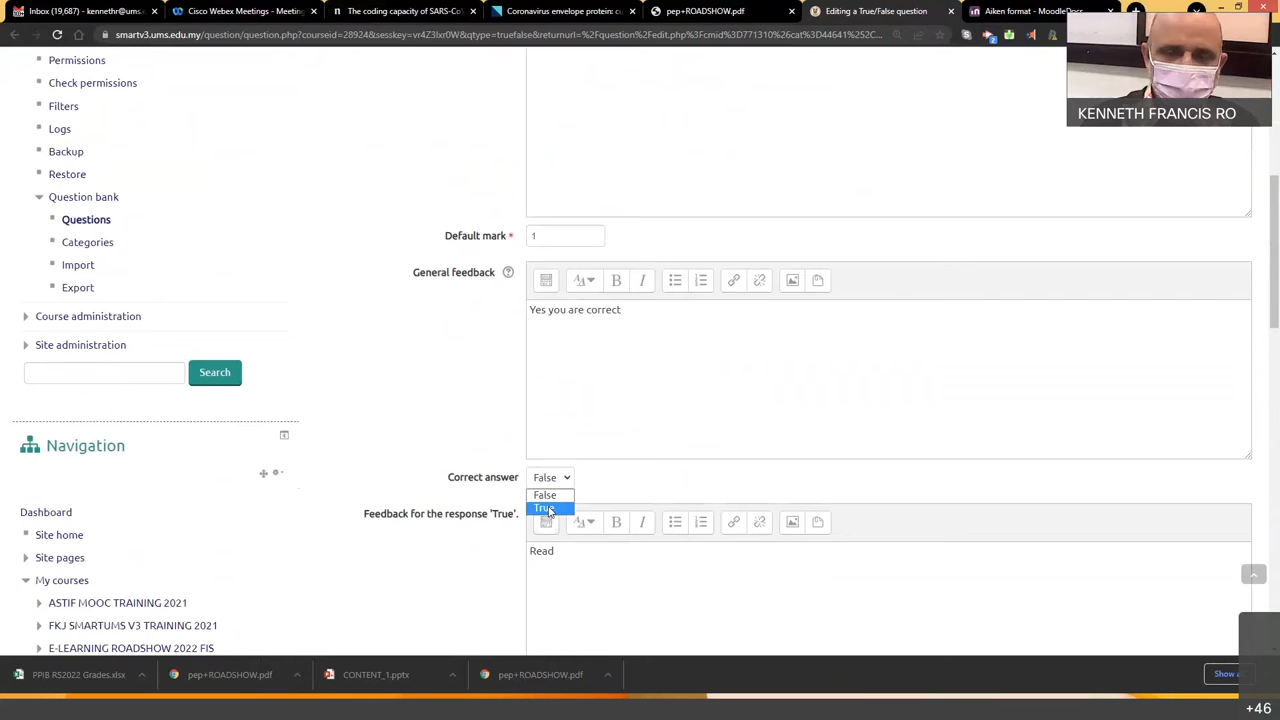 Inbox (19,687) - kennethr@ums.e
Cisco Webex Meetings - Meeting
The coding capacity of SARS-CoV
Coronavirus envelope protein: cu
pep+ROADSHOW.pdf
Editing a True/False question
Aiken format - MoodleDocs
smartv3.ums.edu.my/question/question.php?courseid=28924&sesskey=vr4Z3lxr0W&qtype=truefalse&returnurl=%2Fquestion%2Fedit.php%3Fcmid%3D771310%26cat%3D44641%252C...
KENNETH FRANCIS RO
Permissions
Check permissions
Filters
Logs
Backup
Restore
Question bank
Questions
Categories
Import
Export
Course administration
Site administration
Search
Navigation
Dashboard
Site home
Site pages
My courses
ASTIF MOOC TRAINING 2021
FKJ SMARTUMS V3 TRAINING 2021
E-LEARNING ROADSHOW 2022 FIS
Default mark * 1
General feedback
B I
Yes you are correct
Correct answer False
False
True
Feedback for the response 'True'.
B I
Read
PPIB RS2022 Grades.xlsx
pep+ROADSHOW.pdf
CONTENT_1.pptx
pep+ROADSHOW.pdf
Show a
+46